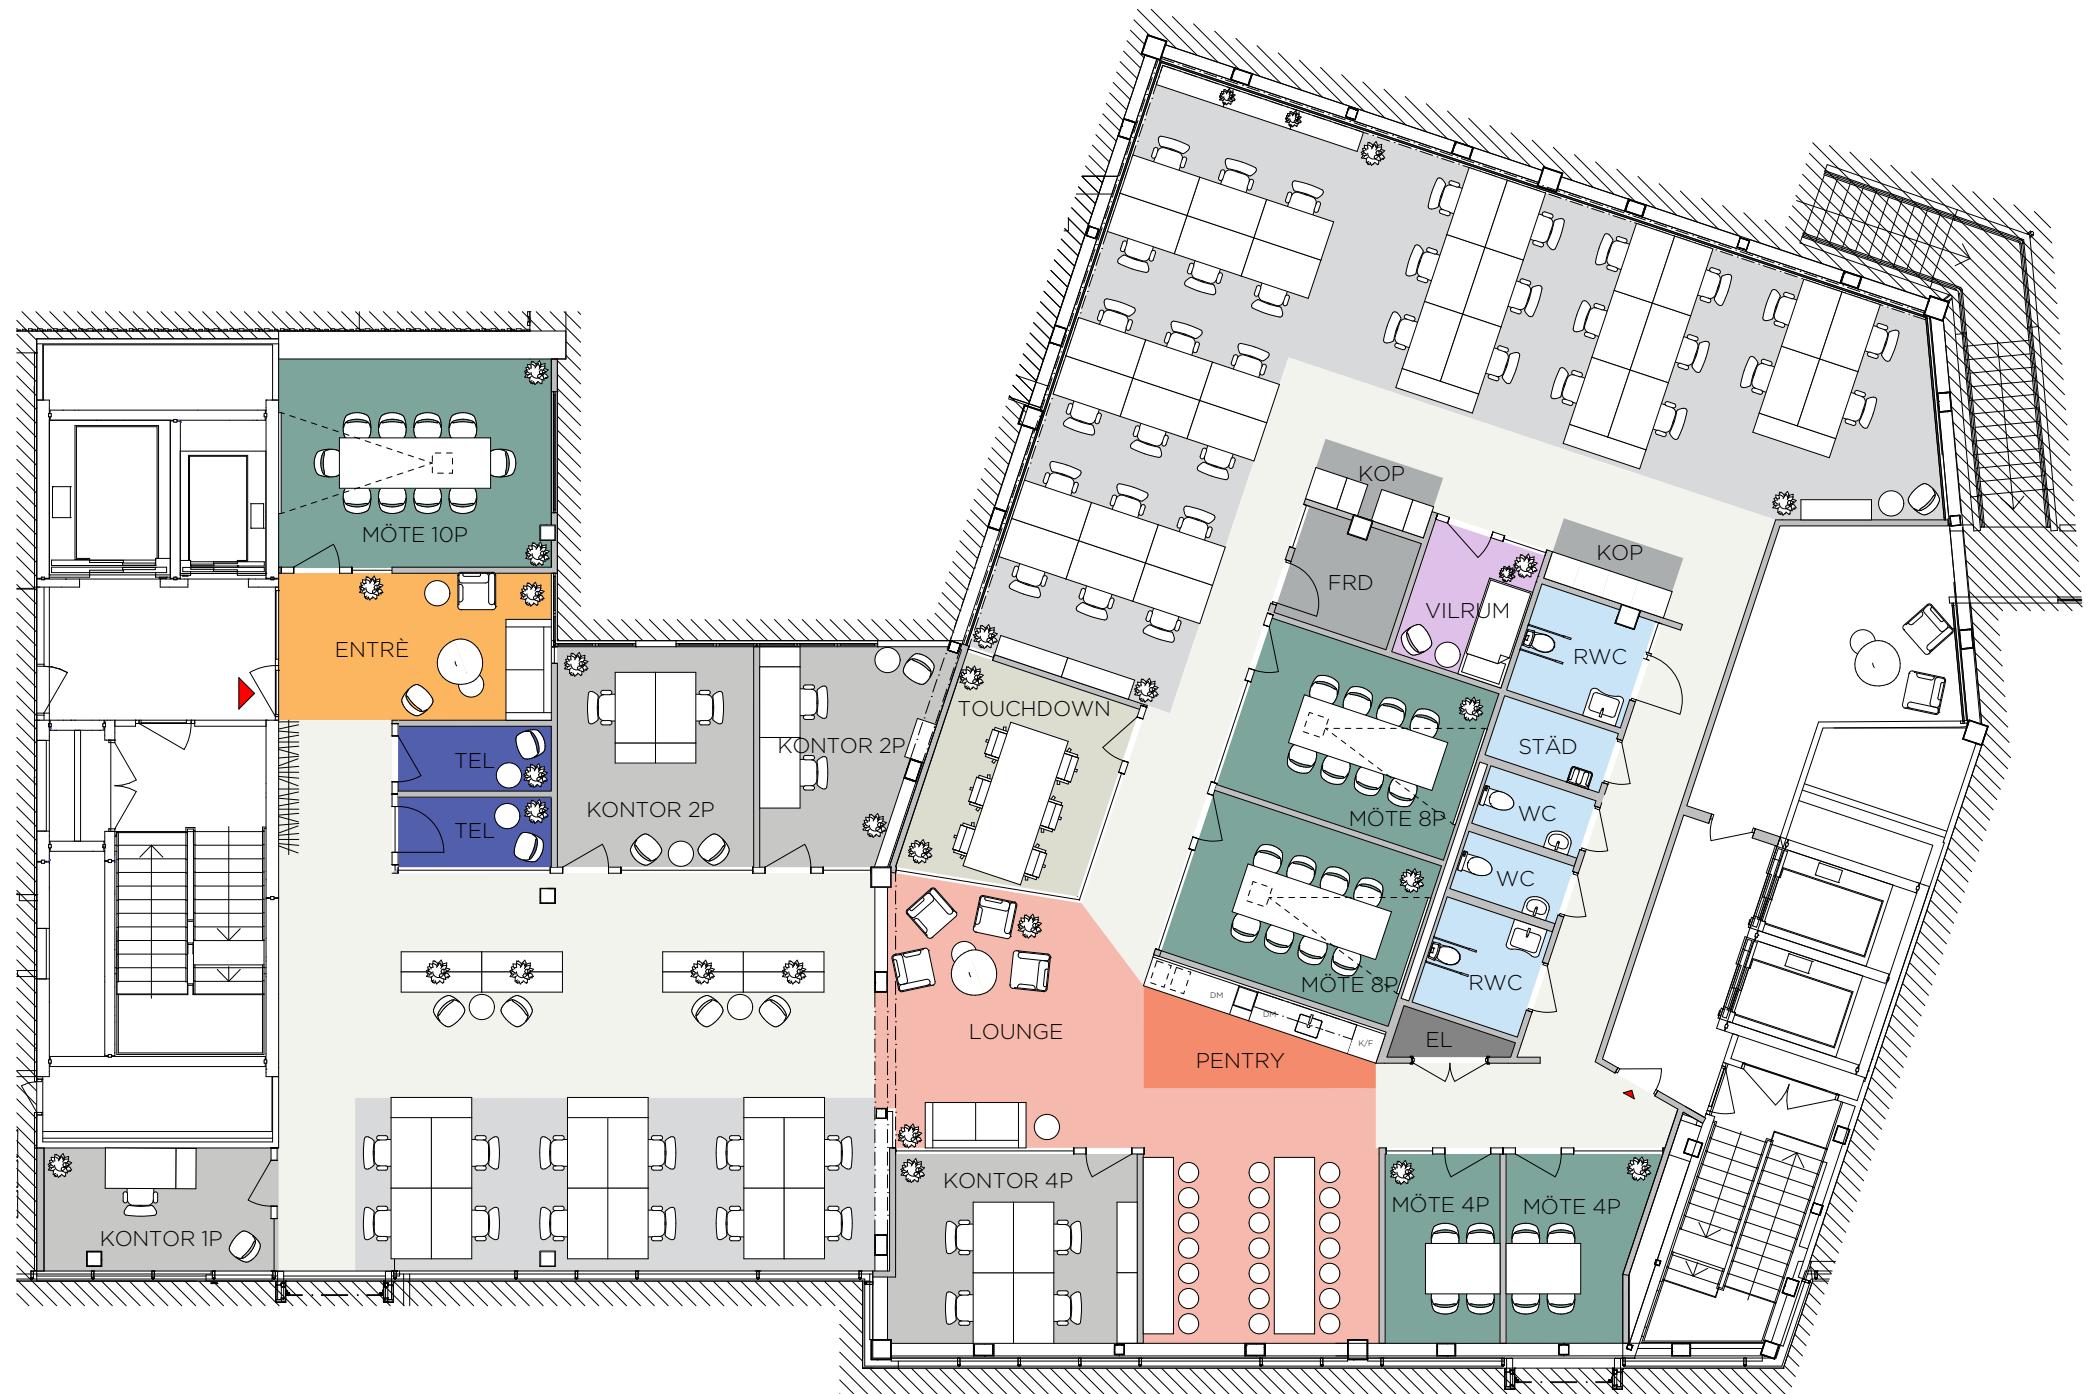 KOP
MÖTE 10P
KOP
FRD
VILRUM
ENTRÈ
RWC
TOUCHDOWN
TEL
KONTOR 2P
STÄD
KONTOR 2P
MÖTE 8P
WC
TEL
WC
MÖTE 8P
RWC
DM
DM
K/F
LOUNGE
EL
PENTRY
KONTOR 4P
MÖTE 4P
MÖTE 4P
KONTOR 1P